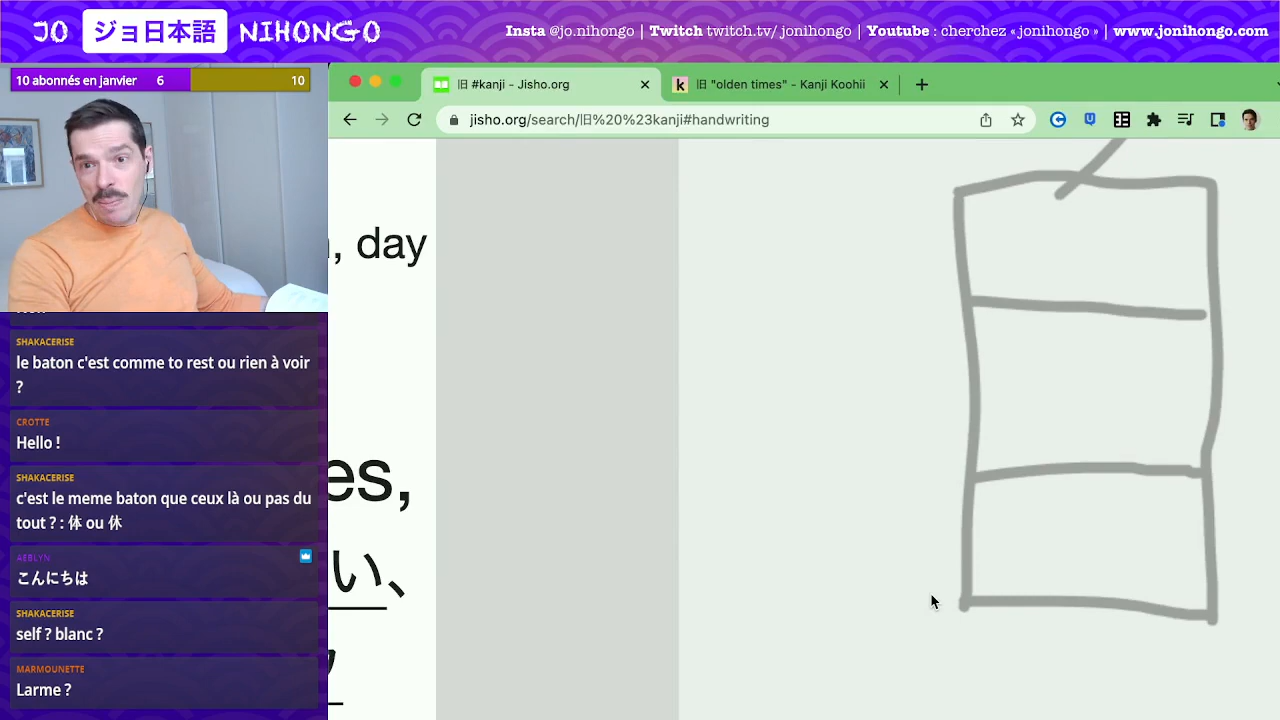 JO ジョ日本語 NIHONGO
Insta @jo.nihongo | Twitch twitch.tv/ jonihongo | Youtube : cherchez « jonihongo » | www.jonihongo.com
10 abonnés en janvier 6 10
旧 #kanji – Jisho.org
旧 "olden times" - Kanji Koohii
jisho.org/search/旧%20%23kanji#handwriting
, day
es,
い、
SHAKACERISE
le baton c'est comme to rest ou rien à voir
?
CROTTE
Hello !
SHAKACERISE
c'est le meme baton que ceux là ou pas du
tout ? : 体 ou 休
AEBLYN
こんにちは
SHAKACERISE
self ? blanc ?
MARMOUNETTE
Larme ?